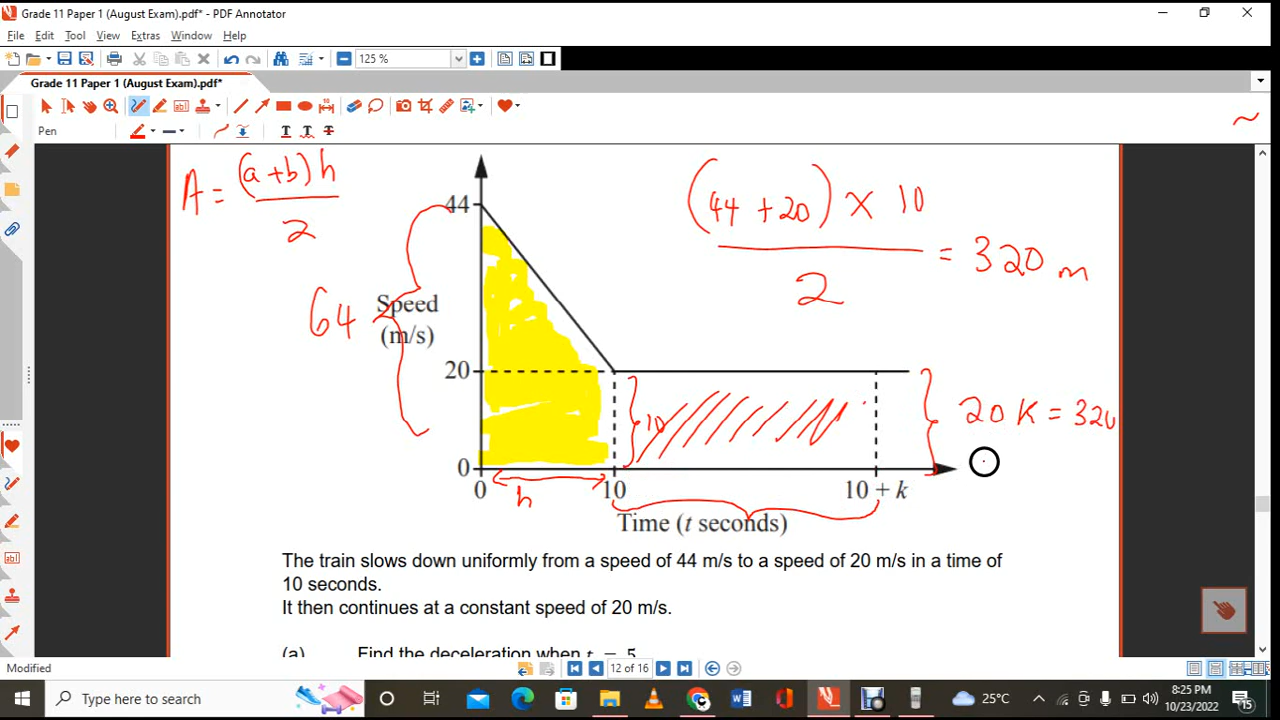 Grade 11 Paper 1 (August Exam).pdf* - PDF Annotator
File Edit Tool View Extras Window Help
125 %
Grade 11 Paper 1 (August Exam).pdf*
Pen
A = (a+b)h / 2
(44 + 20) × 10 / 2 = 320 m
44
64
Speed
(m/s)
20
10
20 K = 320
0
0 h 10 10 + k
Time (t seconds)
The train slows down uniformly from a speed of 44 m/s to a speed of 20 m/s in a time of
10 seconds.
It then continues at a constant speed of 20 m/s.
(a) Find the deceleration when t = 5
Modified 12 of 16
Type here to search
25°C
8:25 PM
10/23/2022
15